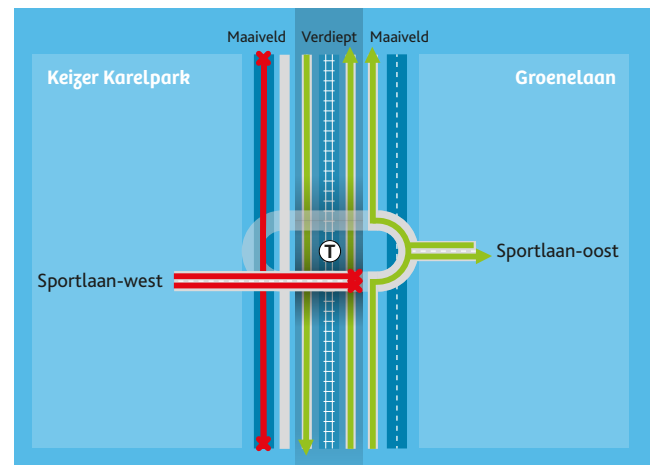 Maaiveld Verdiept Maaiveld
Keizer Karelpark
Groenelaan
T
Sportlaan-oost
Sportlaan-west